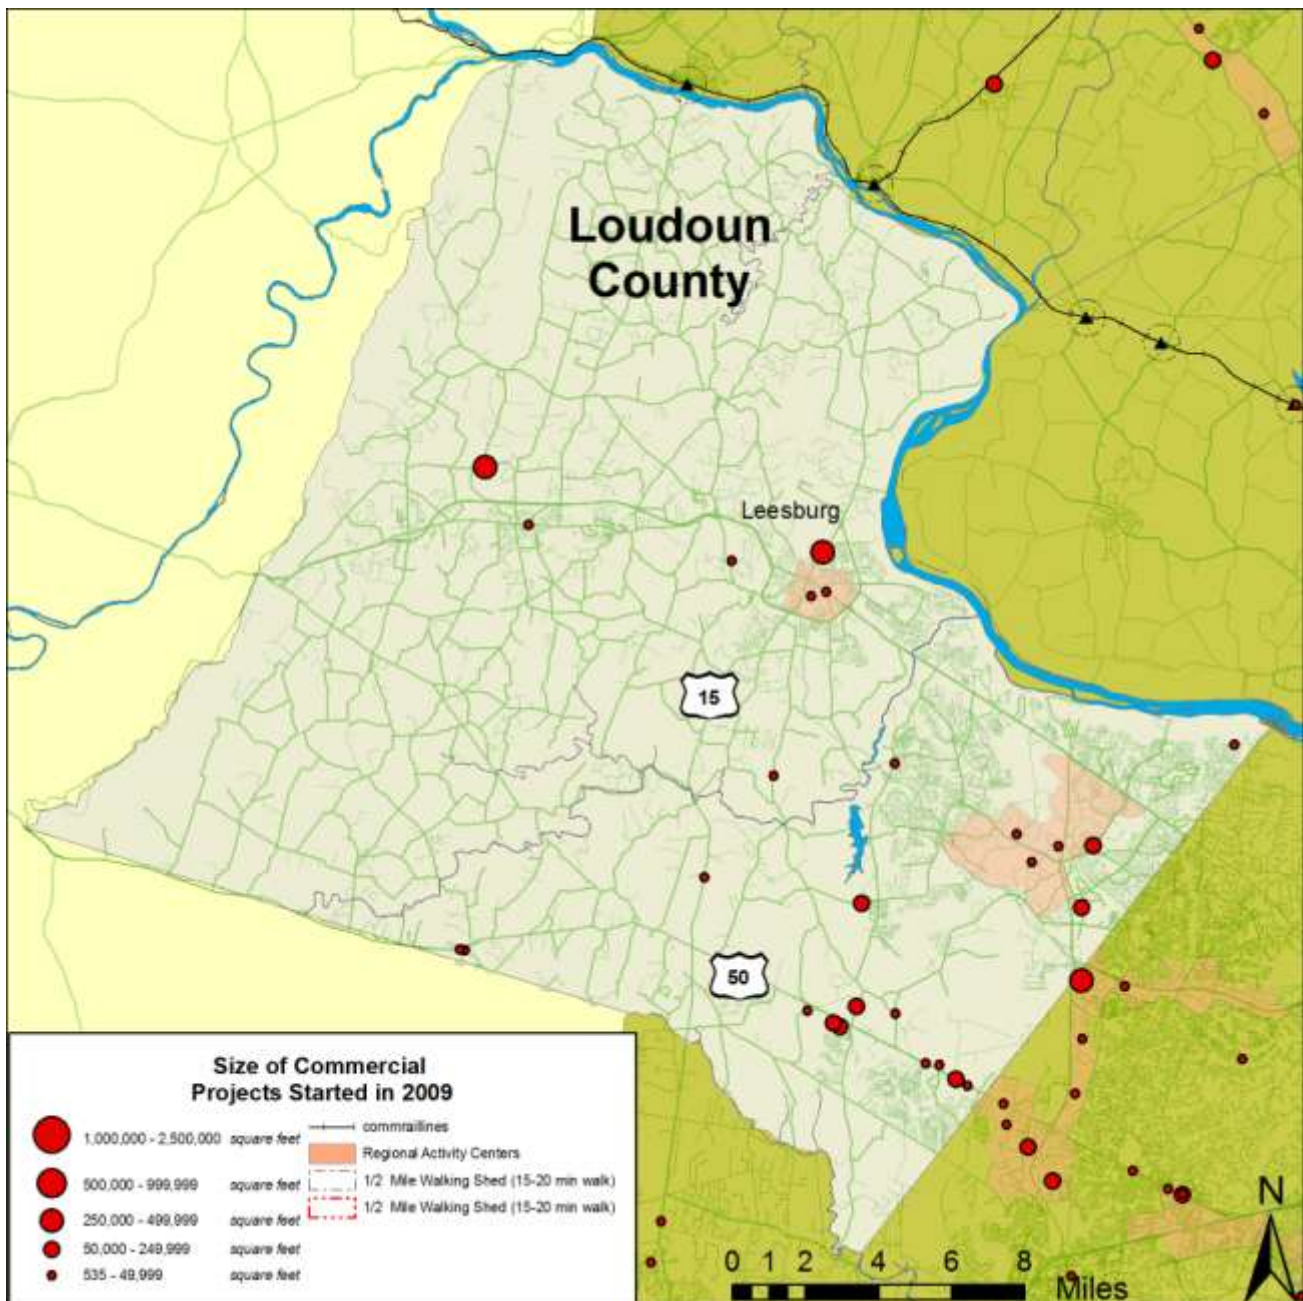 Loudoun
County
Leesburg
15
50
Size of Commercial
Projects Started in 2009
1,000,000 - 2,500,000 square feet
500,000 - 999,999 square feet
250,000 - 499,999 square feet
50,000 - 249,999 square feet
535 - 49,999 square feet
commraillines
Regional Activity Centers
1/2 Mile Walking Shed (15-20 min walk)
1/2 Mile Walking Shed (15-20 min walk)
0 1 2 4 6 8
Miles
N